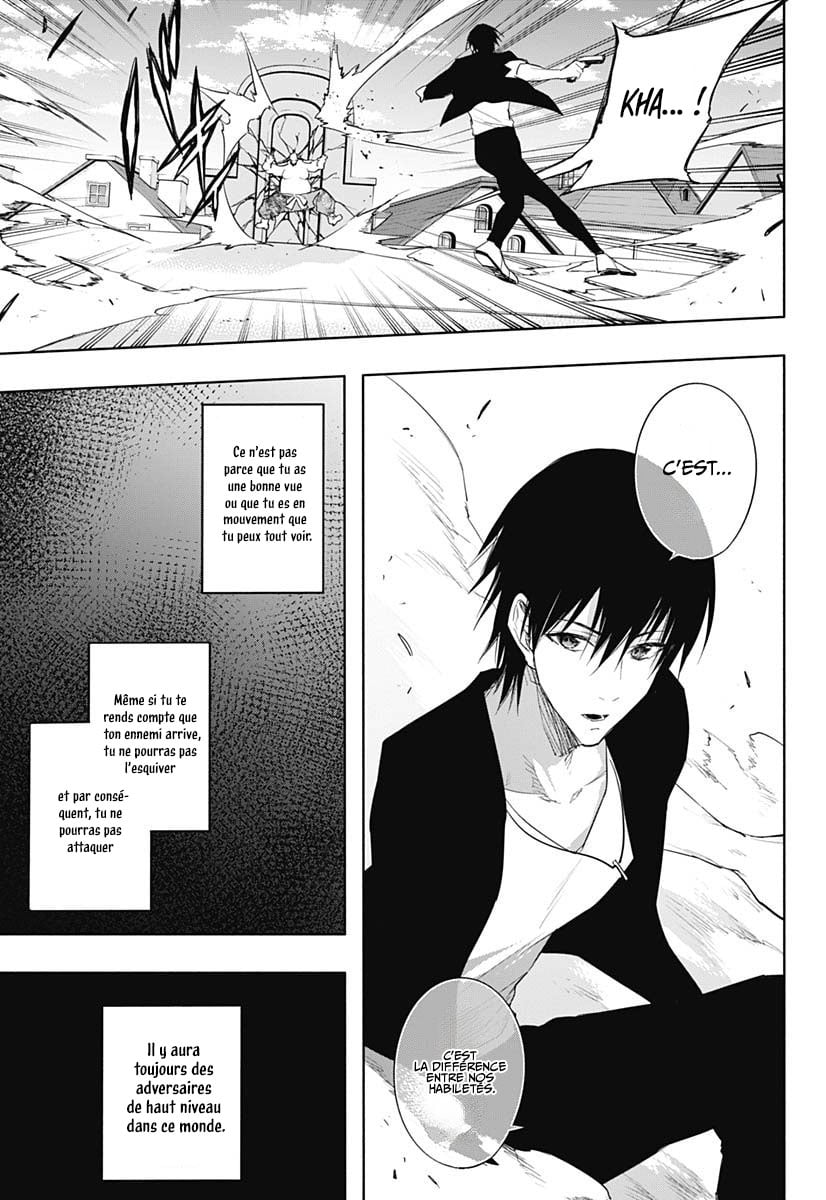 KHA... !
C'EST...
C'EST
LA DIFFÉRENCE
ENTRE NOS
HABILETÉS.
Ce n'est pas
parce que tu as
une bonne vue
ou que tu es en
mouvement que
tu peux tout voir.
Même si tu te
rends compte que
ton ennemi arrive,
tu ne pourras pas
l'esquiver
et par consé-
quent, tu ne
pourras pas
attaquer
Il y aura
toujours des
adversaires
de haut niveau
dans ce monde.